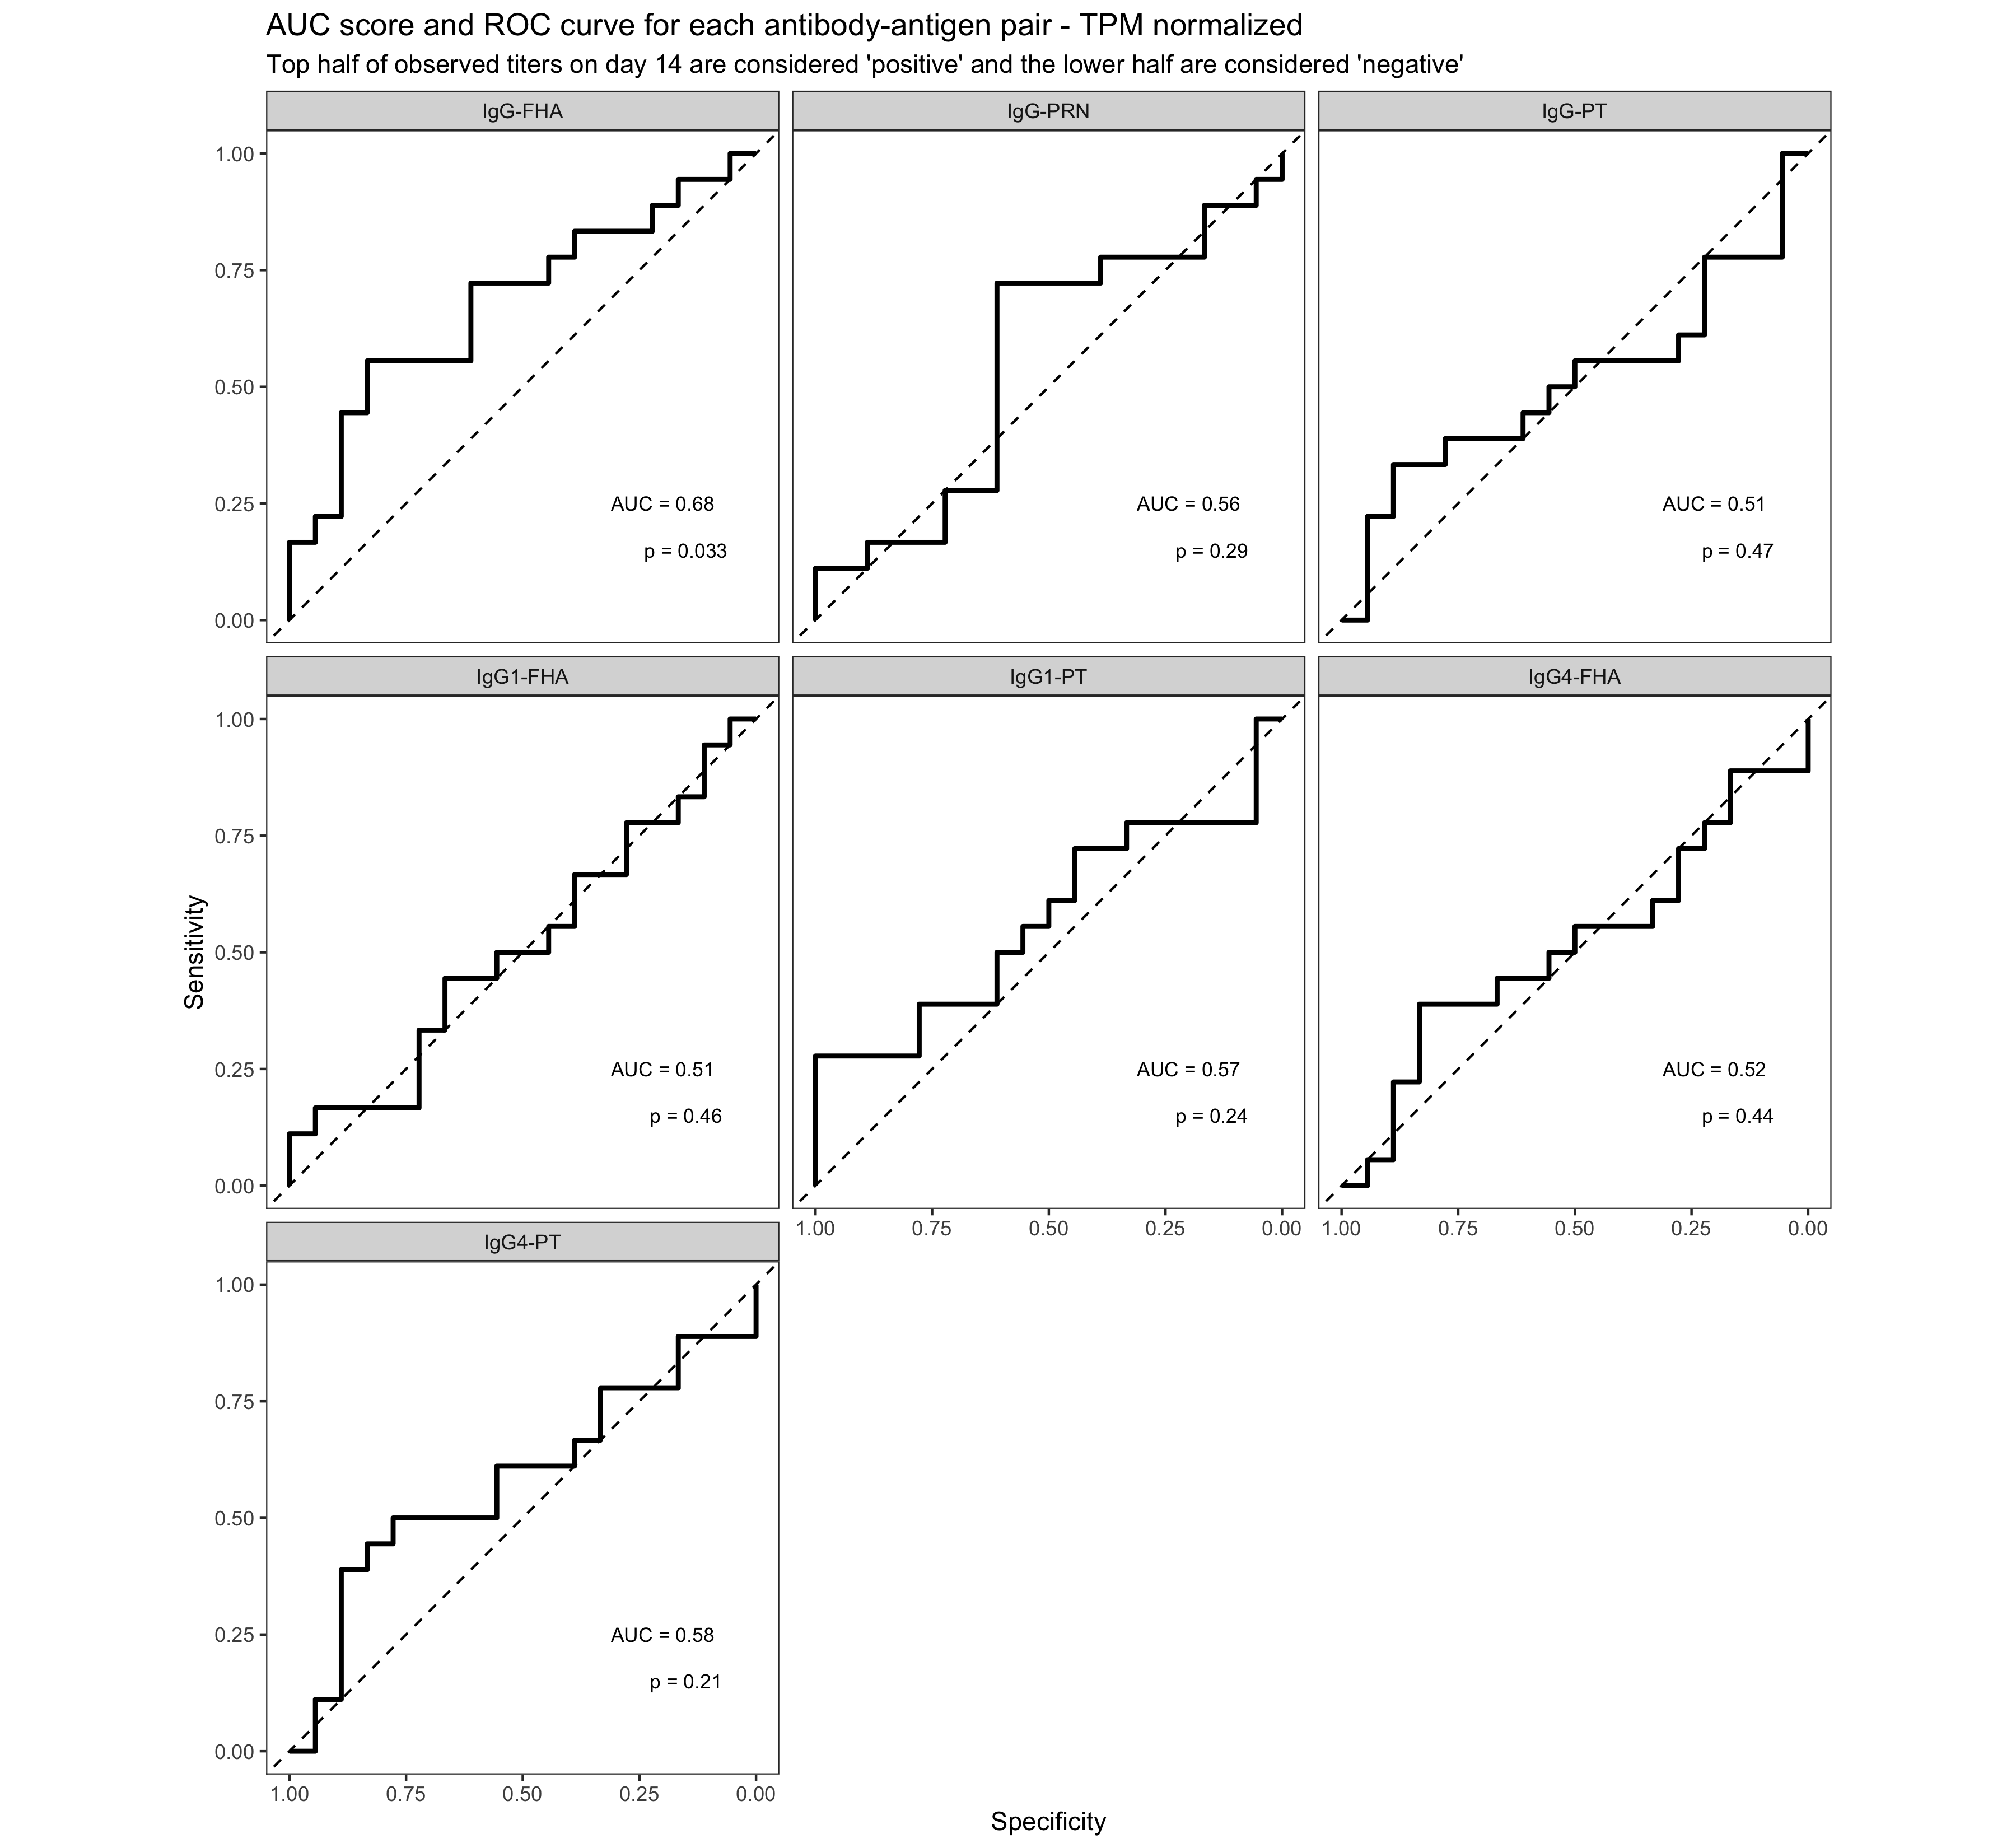 AUC score and ROC curve for each antibody-antigen pair - TPM normalized
Top half of observed titers on day 14 are considered 'positive' and the lower half are considered 'negative'
IgG-FHA
IgG-PRN
IgG-PT
1.00
0.75
0.50
0.25
0.00
AUC = 0.68
p = 0.033
AUC = 0.56
p = 0.29
AUC = 0.51
p = 0.47
IgG1-FHA
IgG1-PT
IgG4-FHA
Sensitivity
1.00
0.75
0.50
0.25
0.00
AUC = 0.51
p = 0.46
AUC = 0.57
p = 0.24
AUC = 0.52
p = 0.44
1.00 0.75 0.50 0.25 0.00
1.00 0.75 0.50 0.25 0.00
IgG4-PT
1.00
0.75
0.50
0.25
0.00
AUC = 0.58
p = 0.21
1.00 0.75 0.50 0.25 0.00
Specificity